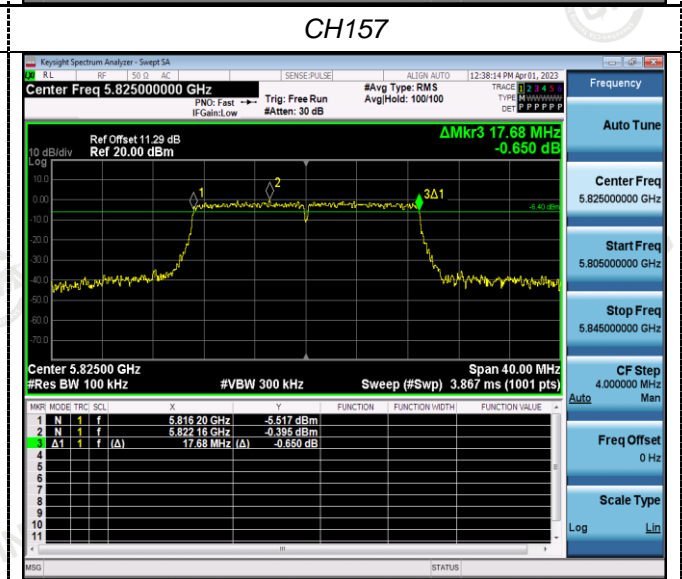 CH157
Keysight Spectrum Analyzer - Swept SA
RL RF 50 Ω AC SENSE:PULSE ALIGN AUTO 12:38:14 PM Apr 01, 2023
Center Freq 5.825000000 GHz
PNO: Fast
IFGain:Low
Trig: Free Run
#Atten: 30 dB
#Avg Type: RMS
Avg|Hold: 100/100
TRACE 1 2 3 4 5 6
TYPE M WWWWW
DET P P P P P P
Ref Offset 11.29 dB
Ref 20.00 dBm
10 dB/div
Log
ΔMkr3 17.68 MHz
-0.650 dB
10.0
0.00
-10.0
-20.0
-30.0
-40.0
-50.0
-60.0
-70.0
1
2
3Δ1
-6.40 dBm
Center 5.82500 GHz Span 40.00 MHz
#Res BW 100 kHz #VBW 300 kHz Sweep (#Swp) 3.867 ms (1001 pts)
MKR MODE TRC SCL X Y FUNCTION FUNCTION WIDTH FUNCTION VALUE
1 N 1 f 5.816 20 GHz -5.517 dBm
2 N 1 f 5.822 16 GHz -0.395 dBm
3 Δ1 1 f (Δ) 17.68 MHz (Δ) -0.650 dB
4
5
6
7
8
9
10
11
MSG STATUS
Frequency
Auto Tune
Center Freq
5.825000000 GHz
Start Freq
5.805000000 GHz
Stop Freq
5.845000000 GHz
CF Step
4.000000 MHz
Auto Man
Freq Offset
0 Hz
Scale Type
Log Lin